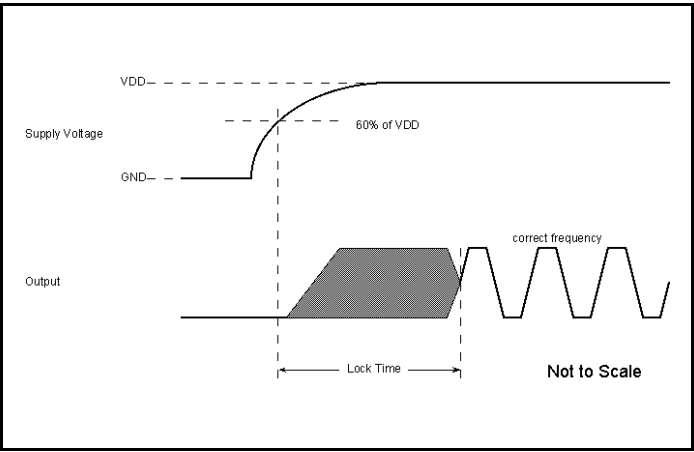 VDD
60% of VDD
Supply Voltage
GND
correct frequency
Output
Lock Time
Not to Scale